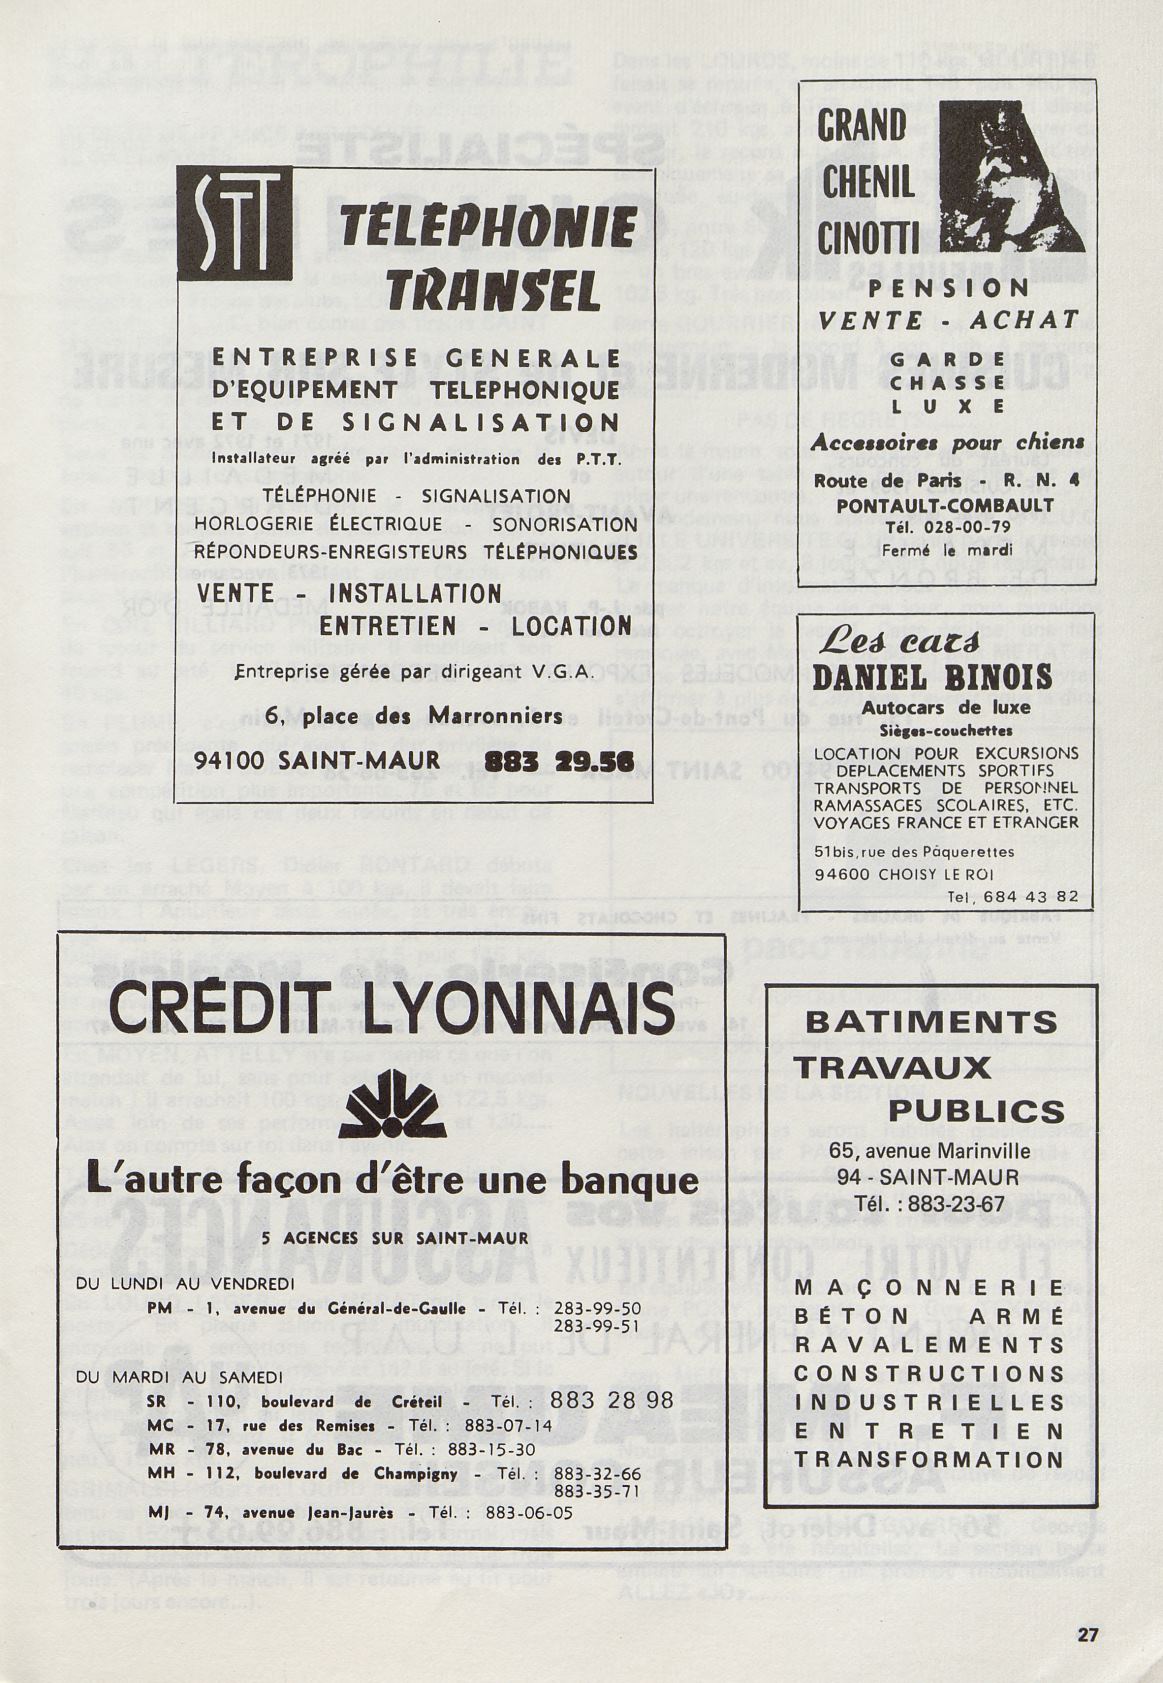 STT
TÉLÉPHONIE
TRANSEL
ENTREPRISE GENERALE
D'EQUIPEMENT TELEPHONIQUE
ET DE SIGNALISATION
Installateur agréé par l'administration des P.T.T.
TÉLÉPHONIE - SIGNALISATION
HORLOGERIE ÉLECTRIQUE - SONORISATION
RÉPONDEURS-ENREGISTEURS TÉLÉPHONIQUES
VENTE - INSTALLATION
ENTRETIEN - LOCATION
Entreprise gérée par dirigeant V.G.A.
6, place des Marronniers
94100 SAINT-MAUR 883 29.56
GRAND
CHENIL
CINOTTI
PENSION
VENTE - ACHAT
GARDE
CHASSE
LUXE
Accessoires pour chiens
Route de Paris - R. N. 4
PONTAULT-COMBAULT
Tél. 028-00-79
Fermé le mardi
Les cars
DANIEL BINOIS
Autocars de luxe
Sièges-couchettes
LOCATION POUR EXCURSIONS
DEPLACEMENTS SPORTIFS
TRANSPORTS DE PERSONNEL
RAMASSAGES SCOLAIRES, ETC.
VOYAGES FRANCE ET ETRANGER
51bis, rue des Pâquerettes
94600 CHOISY LE ROI
Tel, 684 43 82
CRÉDIT LYONNAIS
L'autre façon d'être une banque
5 AGENCES SUR SAINT-MAUR
DU LUNDI AU VENDREDI
PM - 1, avenue du Général-de-Gaulle - Tél. : 283-99-50
283-99-51
DU MARDI AU SAMEDI
SR - 110, boulevard de Créteil - Tél. : 883 28 98
MC - 17, rue des Remises - Tél. : 883-07-14
MR - 78, avenue du Bac - Tél. : 883-15-30
MH - 112, boulevard de Champigny - Tél. : 883-32-66
883-35-71
MJ - 74, avenue Jean-Jaurès - Tél. : 883-06-05
BATIMENTS
TRAVAUX
PUBLICS
65, avenue Marinville
94 - SAINT-MAUR
Tél. : 883-23-67
MAÇONNERIE
BÉTON ARMÉ
RAVALEMENTS
CONSTRUCTIONS
INDUSTRIELLES
ENTRETIEN
TRANSFORMATION
27